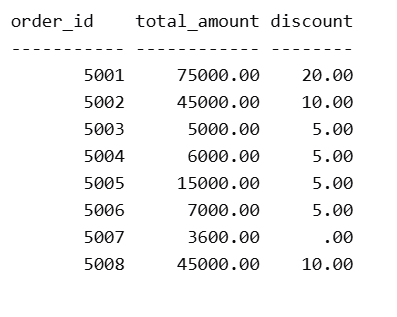 order_id total_amount discount
----------- ------------ --------
5001 75000.00 20.00
5002 45000.00 10.00
5003 5000.00 5.00
5004 6000.00 5.00
5005 15000.00 5.00
5006 7000.00 5.00
5007 3600.00 .00
5008 45000.00 10.00